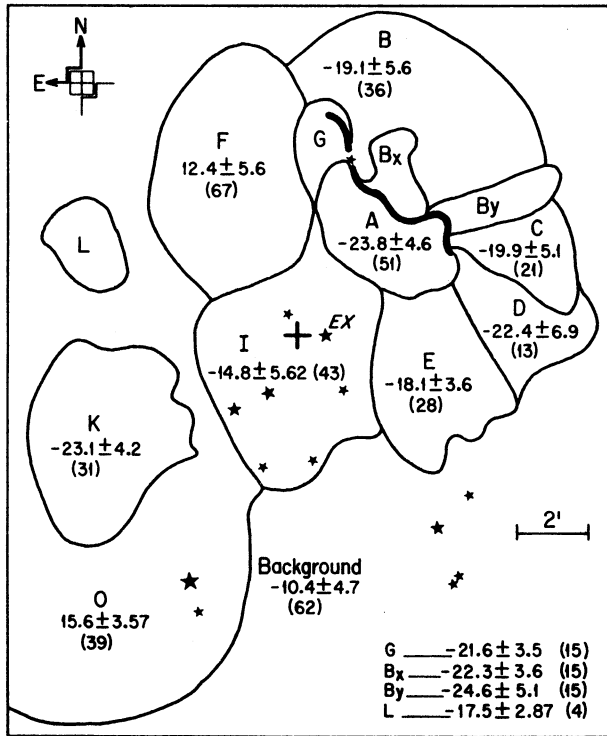 N
E
B
-19.1±5.6
(36)
F
12.4±5.6
(67)
G
Bx
By
A
-23.8±4.6
(51)
C
-19.9±5.1
(21)
L
D
-22.4±6.9
(13)
EX
I
-14.8±5.62 (43)
E
-18.1±3.6
(28)
K
-23.1±4.2
(31)
2'
Background
-10.4±4.7
(62)
O
15.6±3.57
(39)
G -21.6±3.5 (15)
Bx -22.3±3.6 (15)
By -24.6±5.1 (15)
L -17.5±2.87 (4)